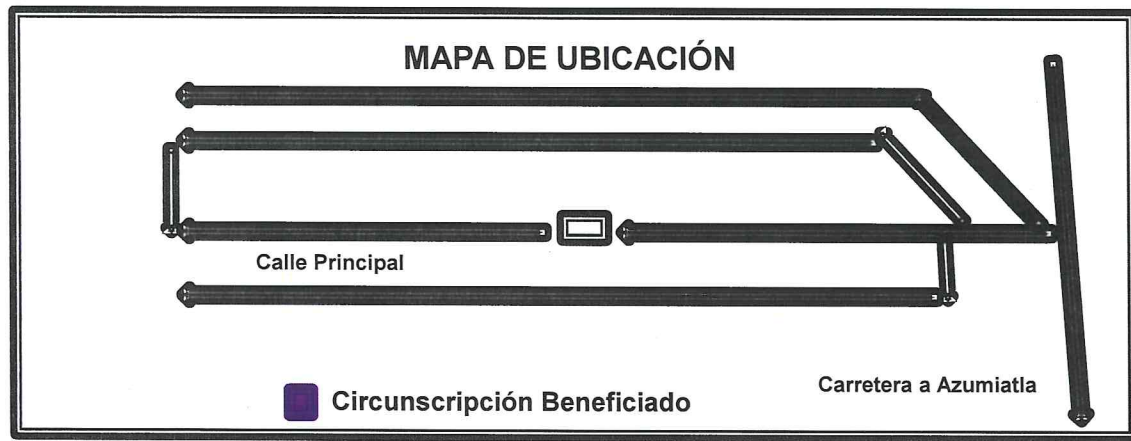 MAPA DE UBICACIÓN
Calle Principal
Carretera a Azumiatla
Circunscripción Beneficiado